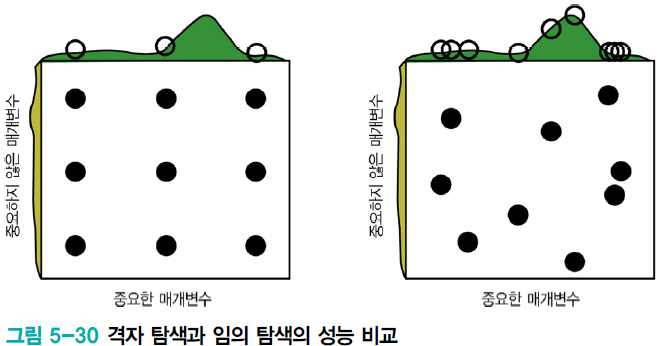 중요하지 않은 매개변수
중요한 매개변수
중요하지 않은 매개변수
중요한 매개변수
그림 5-30 격자 탐색과 임의 탐색의 성능 비교